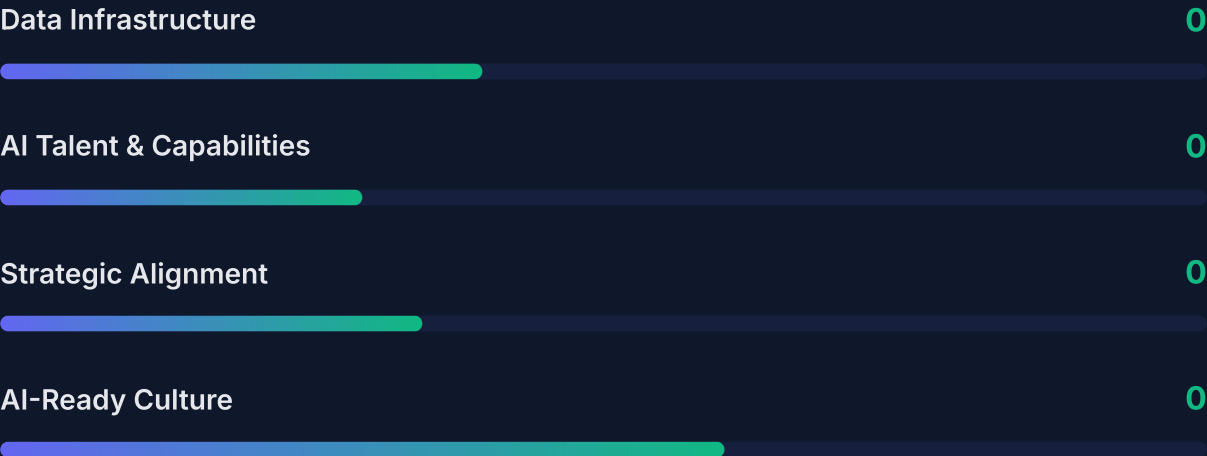 Data Infrastructure 0
AI Talent & Capabilities 0
Strategic Alignment 0
AI-Ready Culture 0